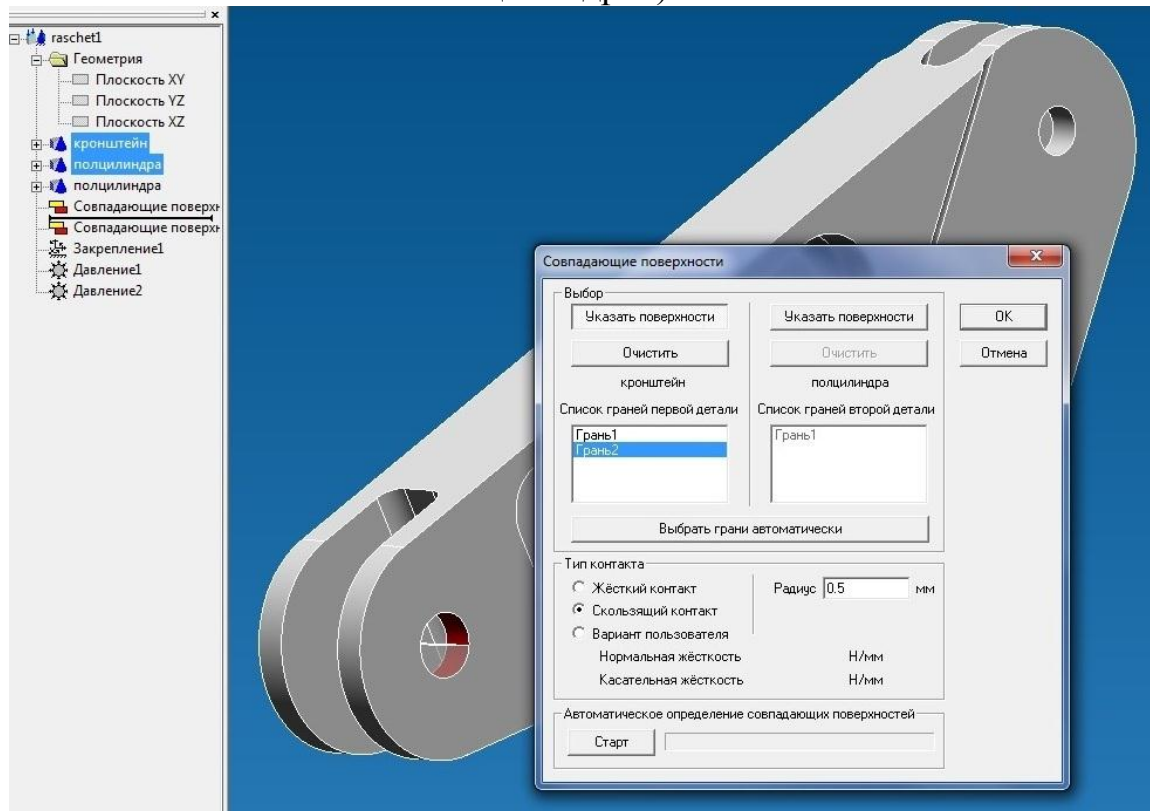 raschet1
Геометрия
Плоскость XY
Плоскость YZ
Плоскость XZ
кронштейн
полцилиндра
полцилиндра
Совпадающие поверх
Совпадающие поверх
Закрепление1
Давление1
Давление2
Совпадающие поверхности
Выбор
Указать поверхности Указать поверхности OK
Очистить Очистить Отмена
кронштейн полцилиндра
Список граней первой детали Список граней второй детали
Грань1 Грань1
Грань2
Выбрать грани автоматически
Тип контакта
Жёсткий контакт Радиус 0.5 мм
Скользящий контакт
Вариант пользователя
Нормальная жёсткость Н/мм
Касательная жёсткость Н/мм
Автоматическое определение совпадающих поверхностей
Старт